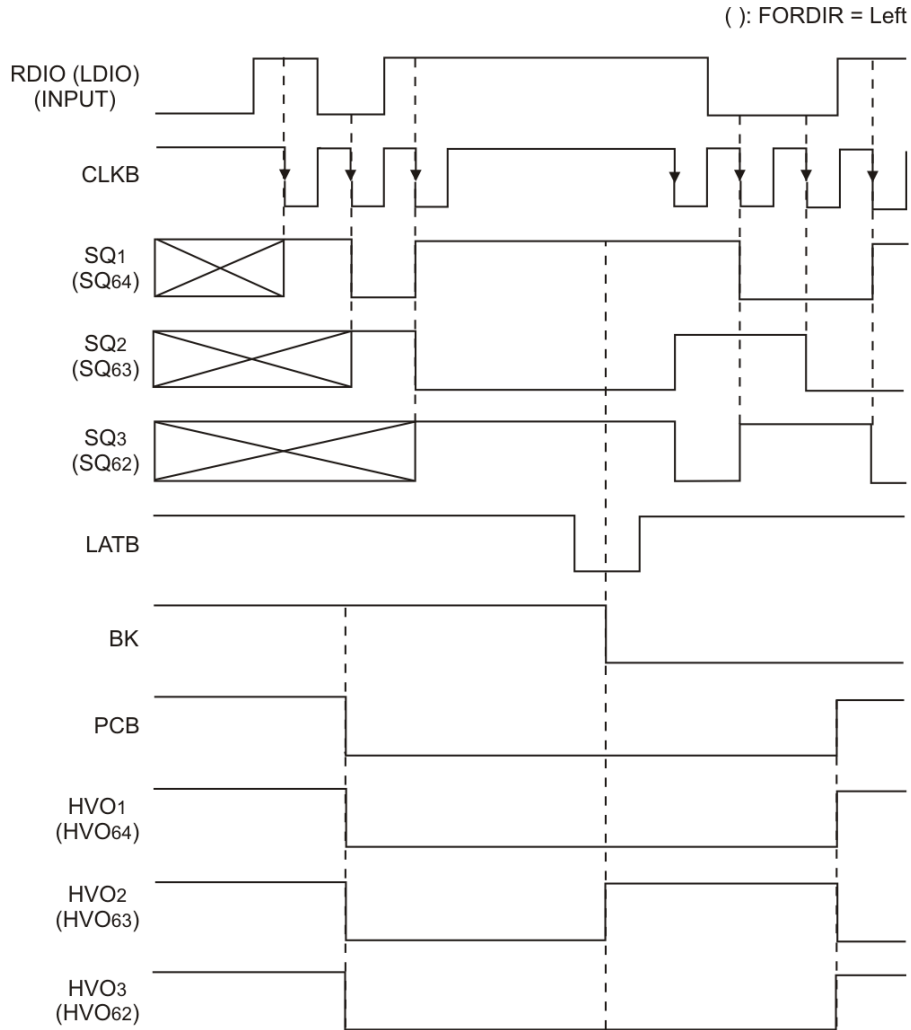 ( ): FORDIR = Left
RDIO (LDIO)
(INPUT)
CLKB
SQ1
(SQ64)
SQ2
(SQ63)
SQ3
(SQ62)
LATB
BK
PCB
HVO1
(HVO64)
HVO2
(HVO63)
HVO3
(HVO62)